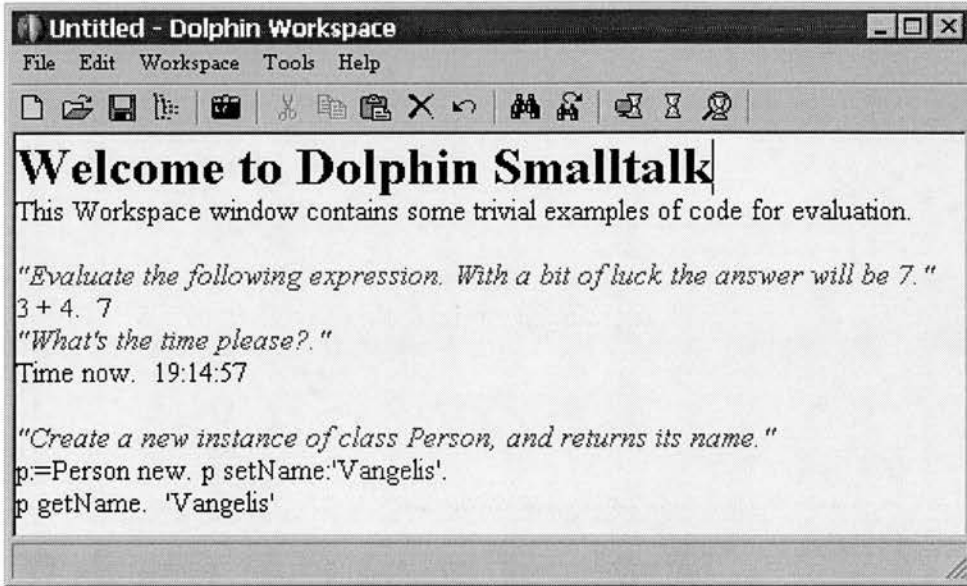 Untitled - Dolphin Workspace
File Edit Workspace Tools Help
Welcome to Dolphin Smalltalk
This Workspace window contains some trivial examples of code for evaluation.
"Evaluate the following expression. With a bit of luck the answer will be 7."
3 + 4.  7
"What's the time please?."
Time now.  19:14:57
"Create a new instance of class Person, and returns its name."
p:=Person new. p setName:'Vangelis'.
p getName.  'Vangelis'